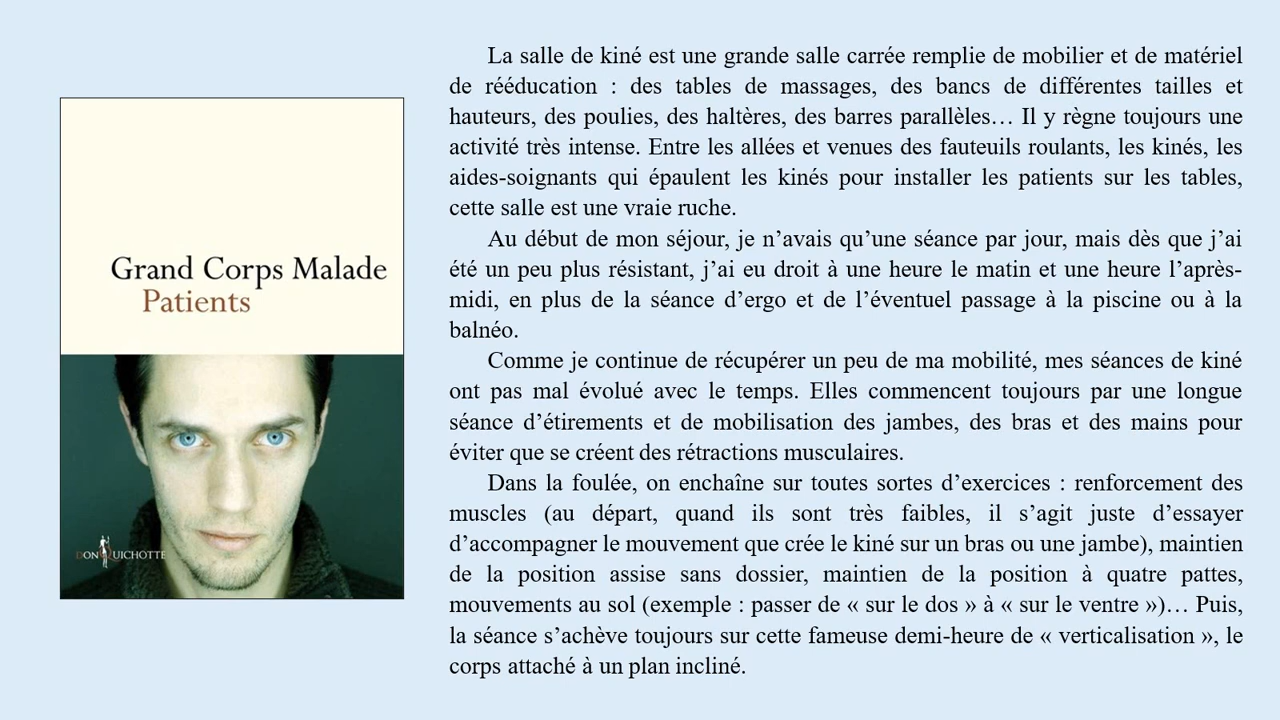 Grand Corps Malade
Patients
DON QUICHOTTE
La salle de kiné est une grande salle carrée remplie de mobilier et de matériel
de rééducation : des tables de massages, des bancs de différentes tailles et
hauteurs, des poulies, des haltères, des barres parallèles… Il y règne toujours une
activité très intense. Entre les allées et venues des fauteuils roulants, les kinés, les
aides-soignants qui épaulent les kinés pour installer les patients sur les tables,
cette salle est une vraie ruche.
Au début de mon séjour, je n’avais qu’une séance par jour, mais dès que j’ai
été un peu plus résistant, j’ai eu droit à une heure le matin et une heure l’après-
midi, en plus de la séance d’ergo et de l’éventuel passage à la piscine ou à la
balnéo.
Comme je continue de récupérer un peu de ma mobilité, mes séances de kiné
ont pas mal évolué avec le temps. Elles commencent toujours par une longue
séance d’étirements et de mobilisation des jambes, des bras et des mains pour
éviter que se créent des rétractions musculaires.
Dans la foulée, on enchaîne sur toutes sortes d’exercices : renforcement des
muscles (au départ, quand ils sont très faibles, il s’agit juste d’essayer
d’accompagner le mouvement que crée le kiné sur un bras ou une jambe), maintien
de la position assise sans dossier, maintien de la position à quatre pattes,
mouvements au sol (exemple : passer de « sur le dos » à « sur le ventre »)… Puis,
la séance s’achève toujours sur cette fameuse demi-heure de « verticalisation », le
corps attaché à un plan incliné.